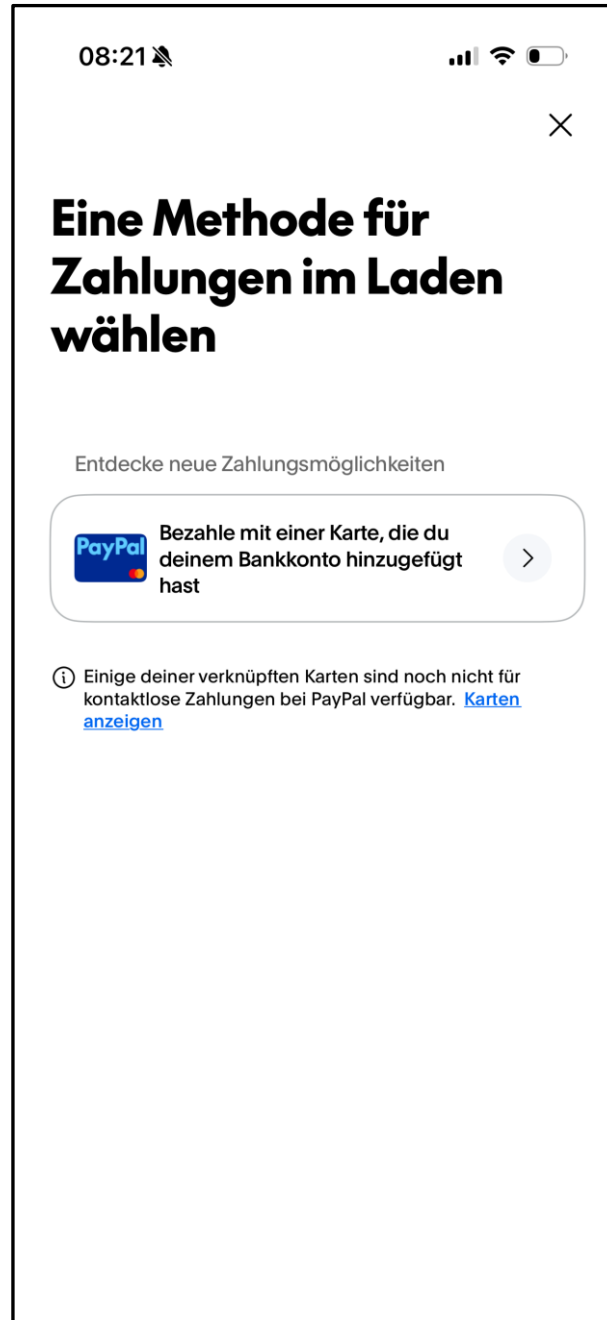 08:21
Eine Methode für
Zahlungen im Laden
wählen
Entdecke neue Zahlungsmöglichkeiten
PayPal
Bezahle mit einer Karte, die du
deinem Bankkonto hinzugefügt
hast
Einige deiner verknüpften Karten sind noch nicht für
kontaktlose Zahlungen bei PayPal verfügbar. Karten
anzeigen